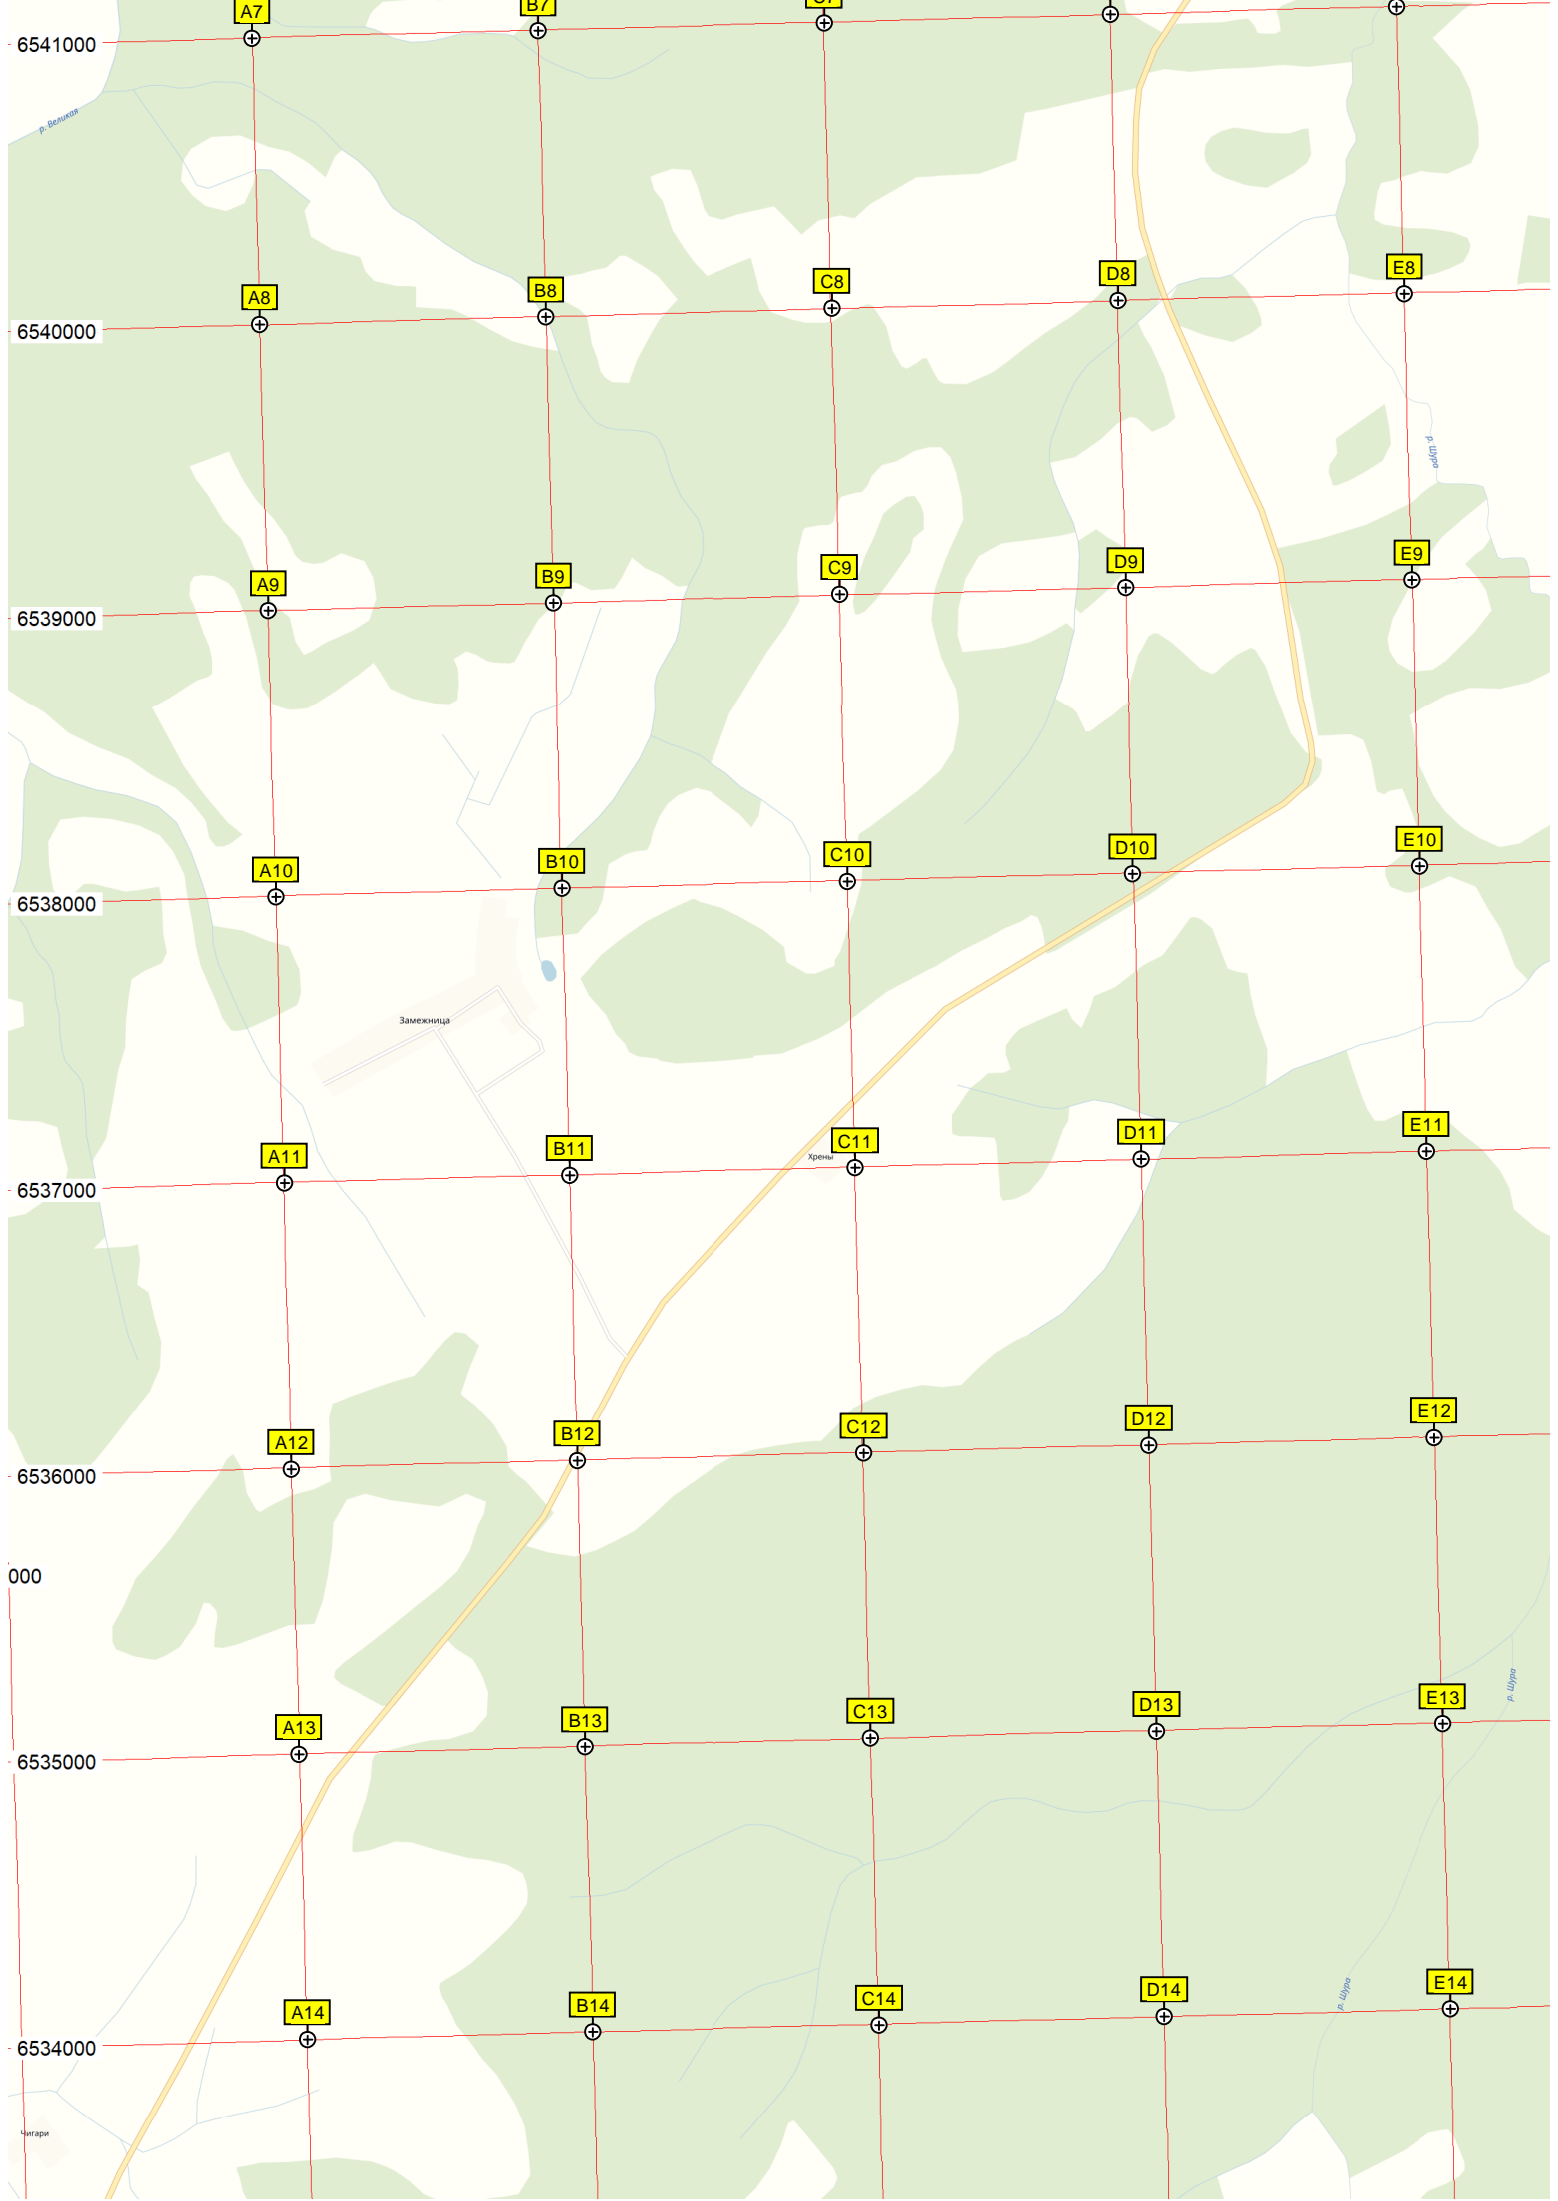 A7
B7
C7
6541000
р. Великая
E8
D8
C8
B8
A8
6540000
р. Шура
E9
D9
C9
B9
A9
6539000
E10
D10
C10
B10
A10
6538000
Замежница
E11
D11
C11
B11
A11
Хрены
6537000
E12
D12
C12
B12
A12
6536000
000
р. Шура
E13
D13
C13
B13
A13
6535000
E14
D14
C14
B14
A14
р. Шура
6534000
Чигари